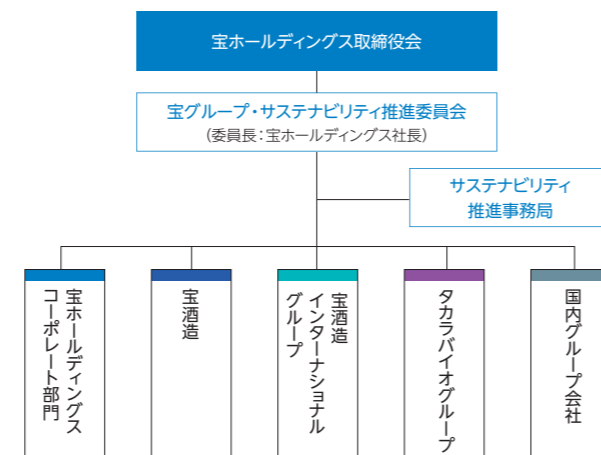 宝ホールディングス取締役会
宝グループ・サステナビリティ推進委員会
(委員長:宝ホールディングス社長)
サステナビリティ
推進事務局
宝ホールディングス
コーポレート部門
宝酒造
宝酒造
インターナショナル
グループ
タカラバイオグループ
国内グループ会社